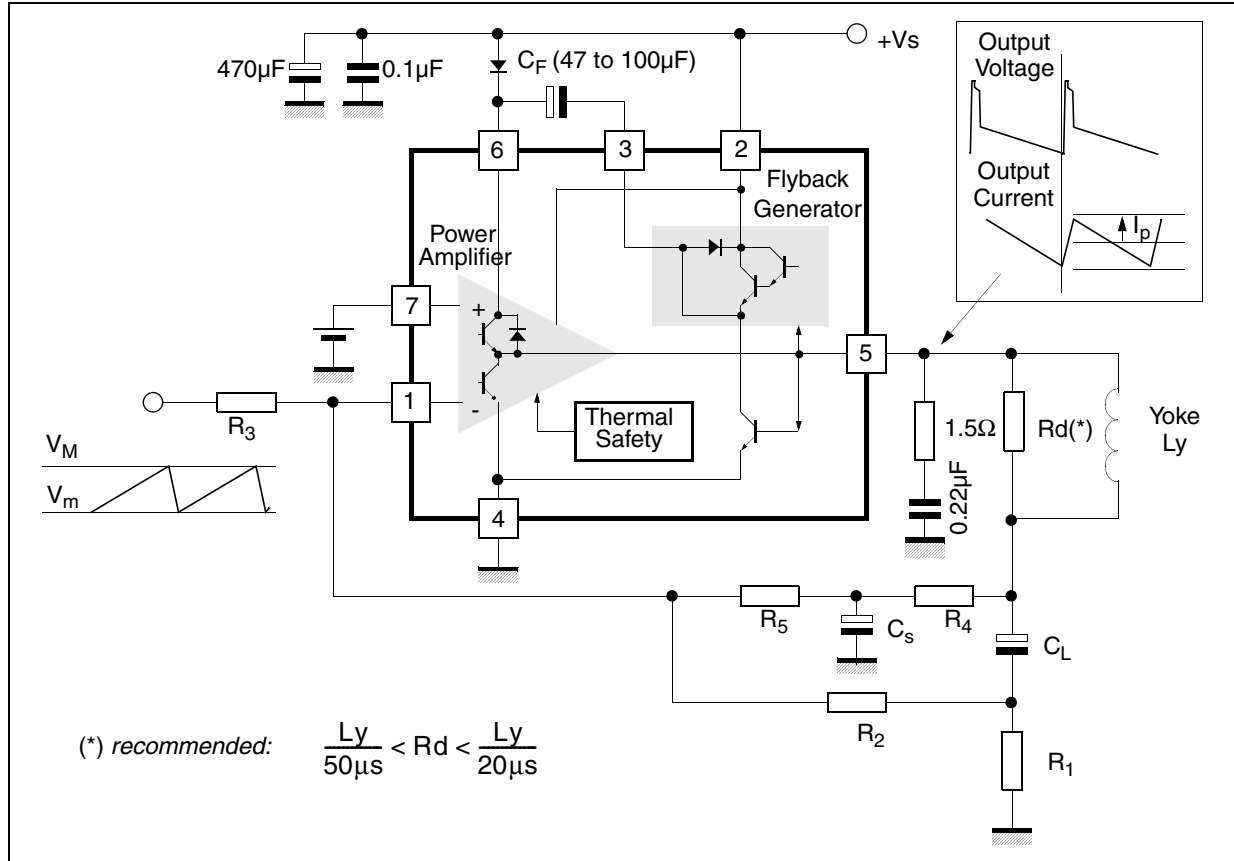 +Vs
Output
Voltage
470µF
0.1µF
C_F (47 to 100µF)
6
3
2
Output
Current
I_p
Flyback
Generator
Power
Amplifier
7
+
5
1
-
R_3
Thermal
Safety
1.5Ω
Rd(*)
Yoke
Ly
V_M
V_m
0.22µF
4
R_5
C_s
R_4
C_L
R_2
R_1
(*) recommended: Ly/50µs < Rd < Ly/20µs